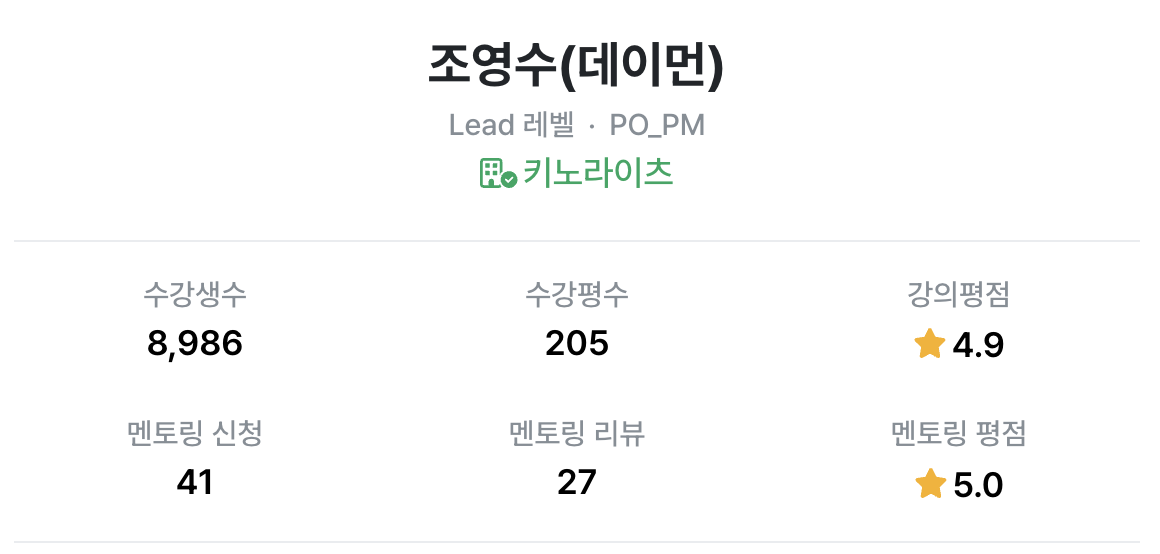 조영수(데이먼)
Lead 레벨 · PO_PM
키노라이츠
수강생수 수강평수 강의평점
8,986 205 4.9
멘토링 신청 멘토링 리뷰 멘토링 평점
41 27 5.0